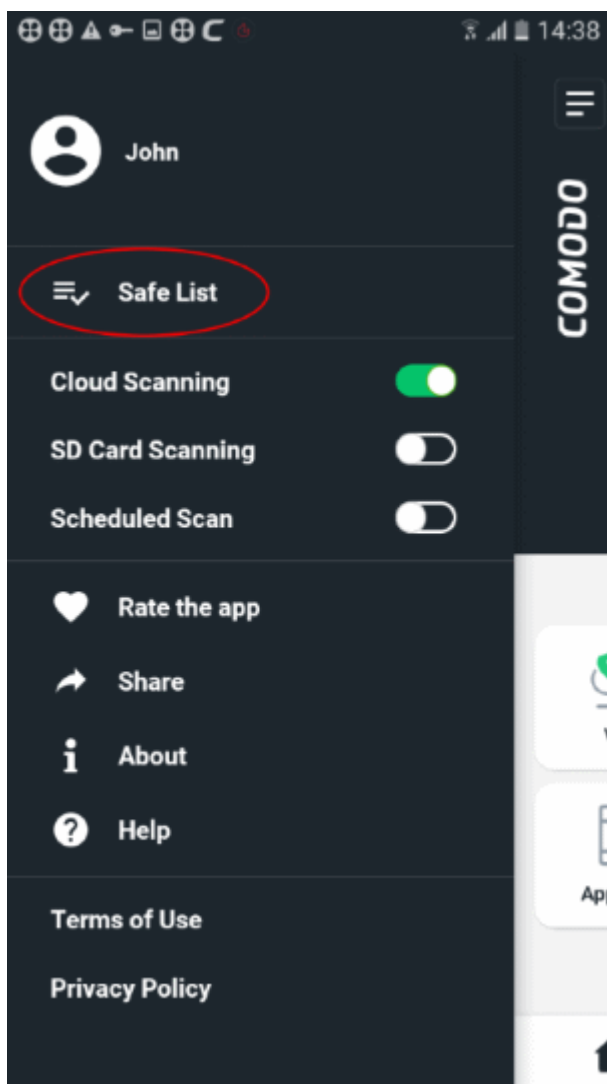 14:38
John
COMODO
Safe List
Cloud Scanning
SD Card Scanning
Scheduled Scan
Rate the app
Share
About
Help
Terms of Use
Privacy Policy